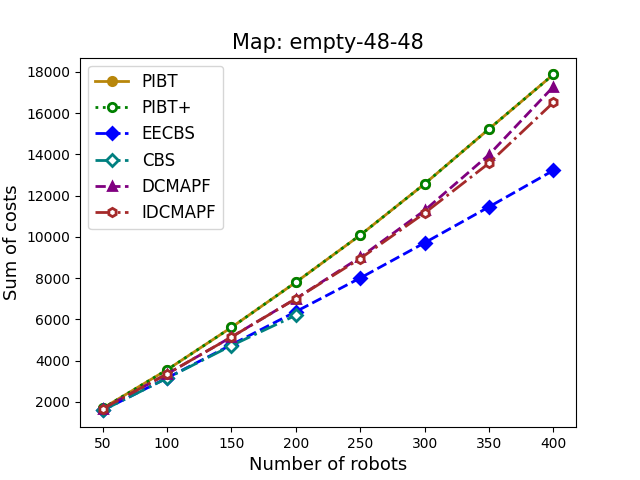 Map: empty-48-48
18000
16000
14000
12000
10000
8000
6000
4000
2000
Sum of costs
PIBT
PIBT+
EECBS
CBS
DCMAPF
IDCMAPF
50 100 150 200 250 300 350 400
Number of robots